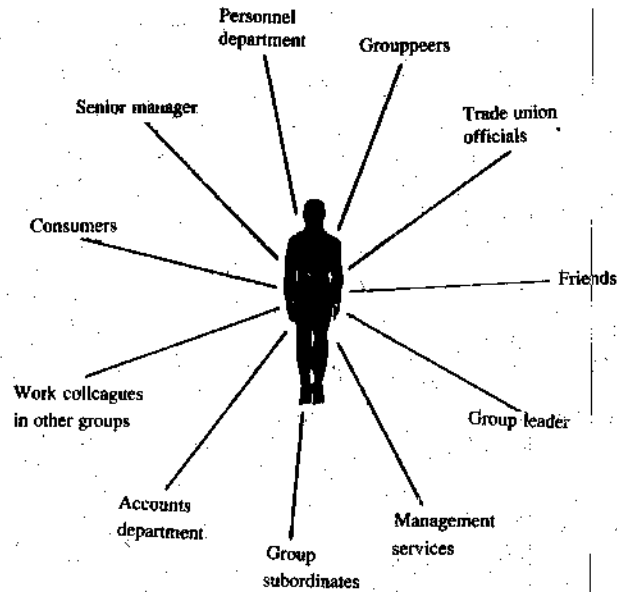 Personnel
department
Grouppeers
Senior manager
Trade union
officials
Consumers
Friends
Work colleagues
in other groups
Group leader
Accounts
department
Management
services
Group
subordinates